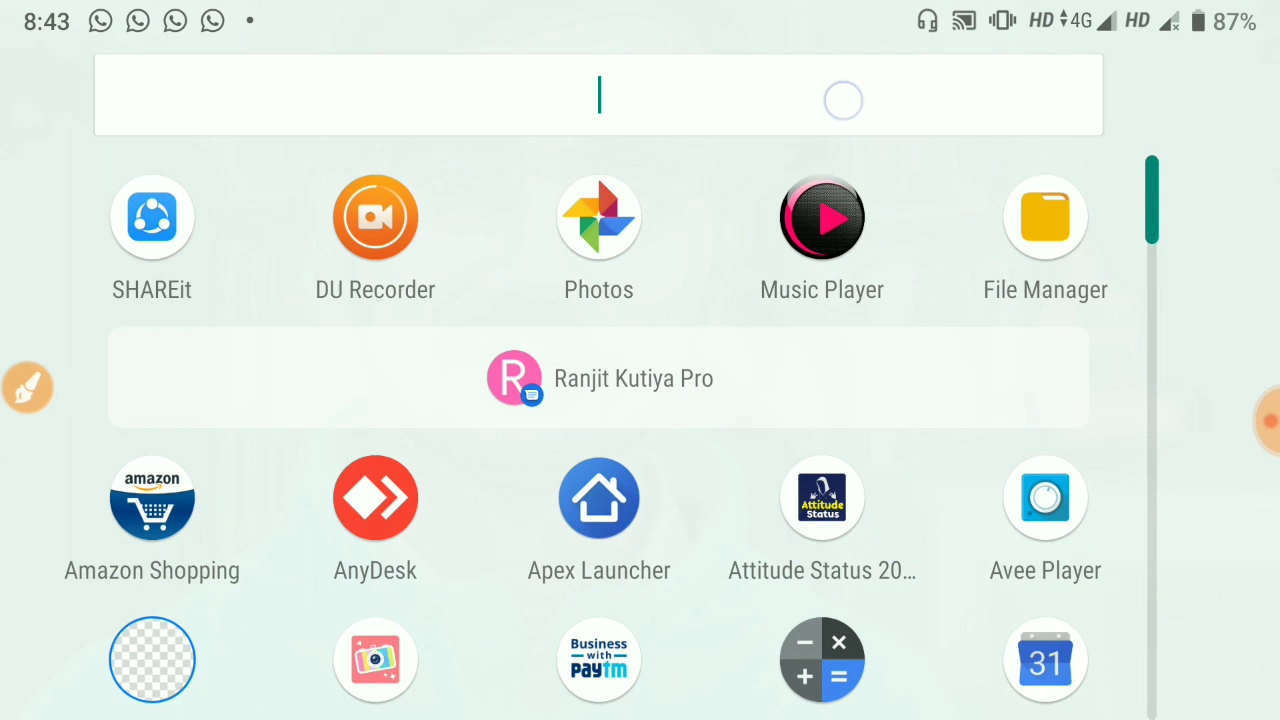 8:43 HD 4G HD 87%
SHAREit DU Recorder Photos Music Player File Manager
R Ranjit Kutiya Pro
amazon
Attitude
Status
Amazon Shopping AnyDesk Apex Launcher Attitude Status 20... Avee Player
Business
with
paytm
31